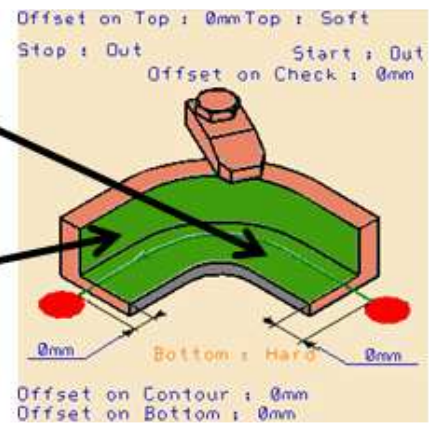 Offset on Top : 0mm Top : Soft
Stop : Out
Start : Out
Offset on Check : 0mm
0mm
Bottom : Hard
0mm
Offset on Contour : 0mm
Offset on Bottom : 0mm